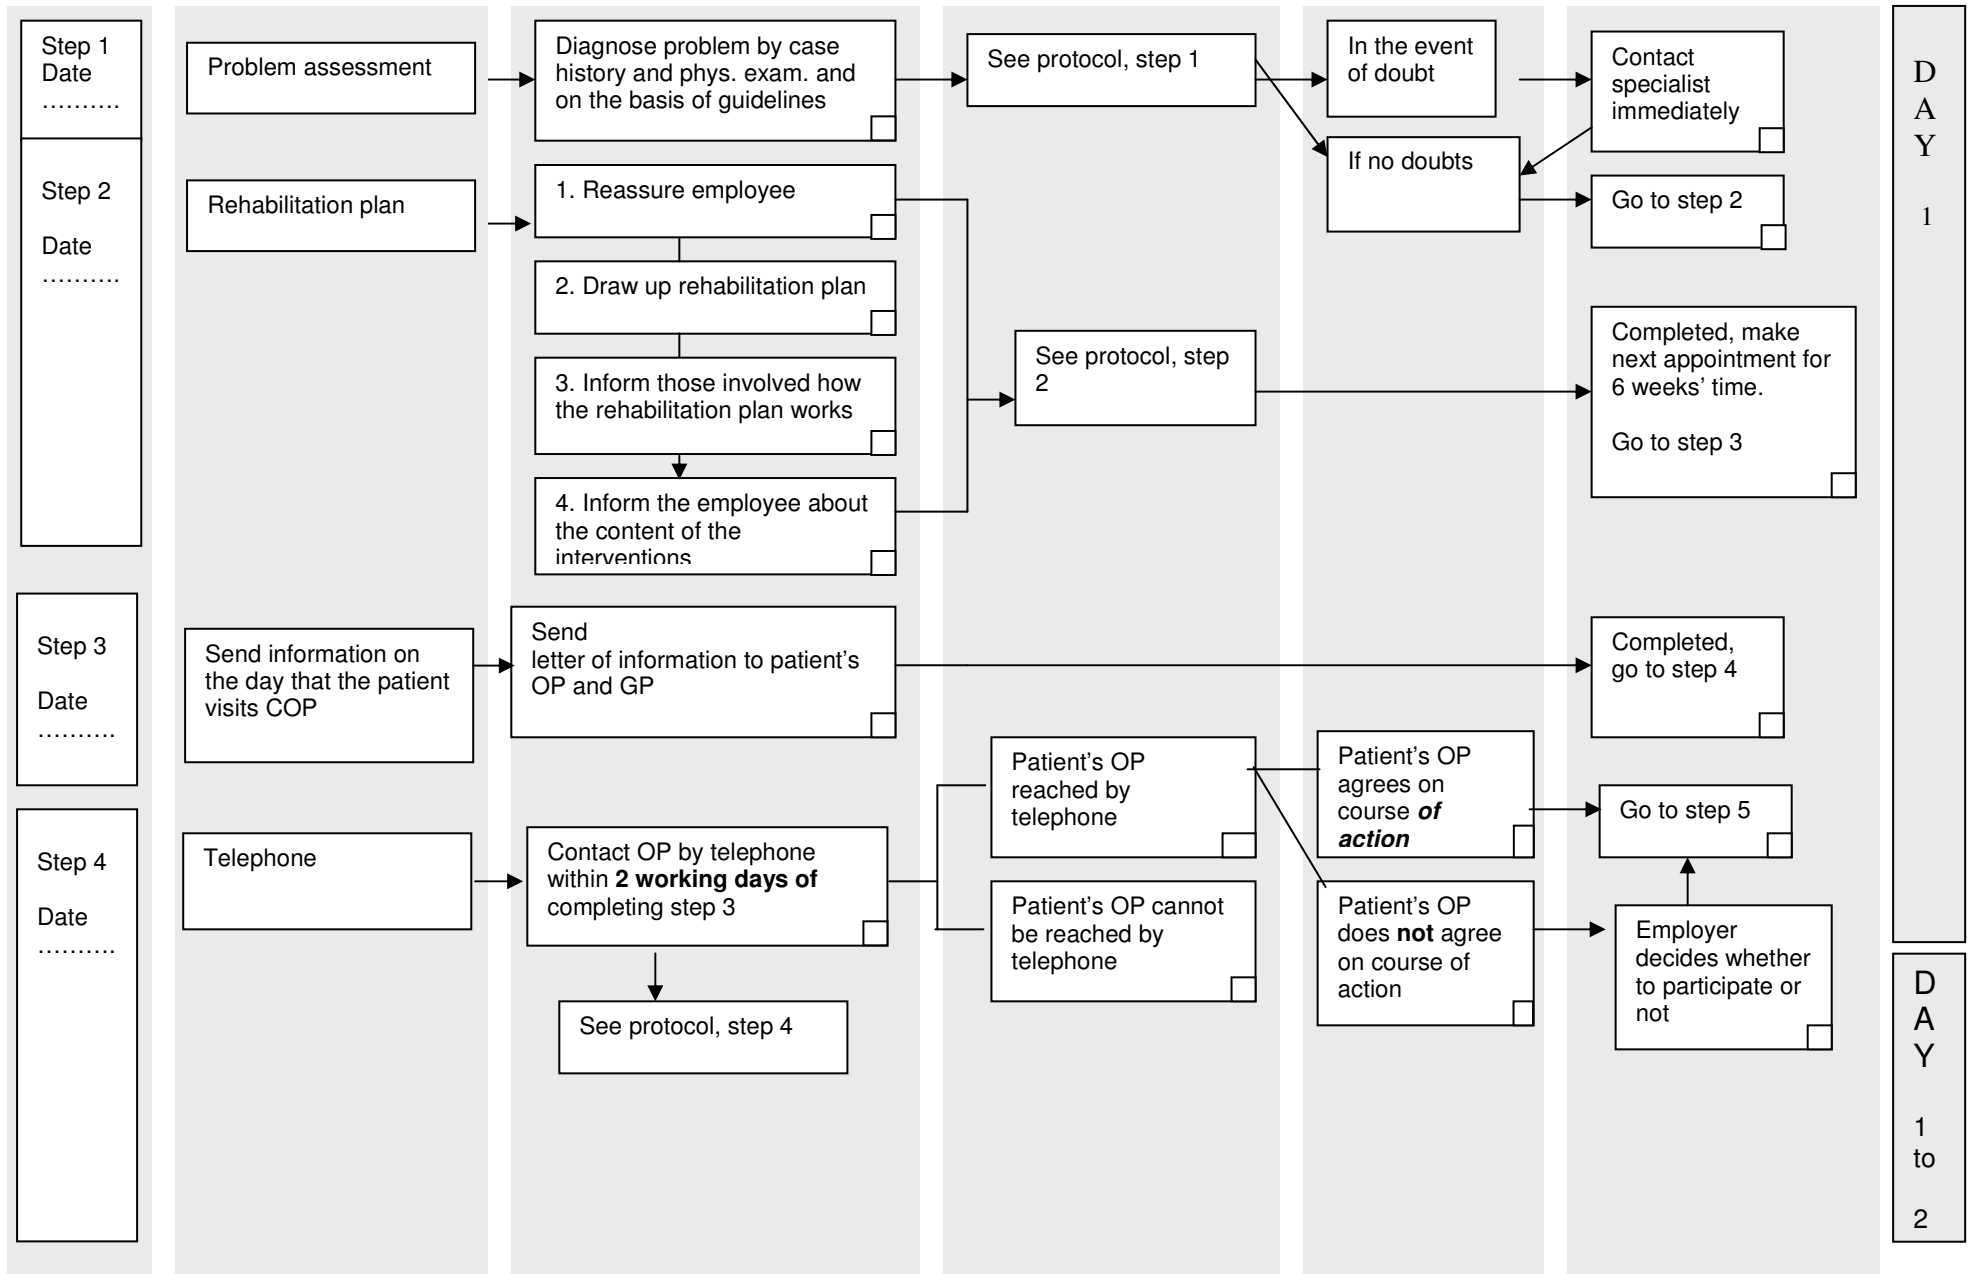 Step 1
Date
……….
Problem assessment
Diagnose problem by case
history and phys. exam. and
on the basis of guidelines
See protocol, step 1
In the event
of doubt
Contact
specialist
immediately
If no doubts
Go to step 2
Step 2
Date
……….
Rehabilitation plan
1. Reassure employee
2. Draw up rehabilitation plan
3. Inform those involved how
the rehabilitation plan works
4. Inform the employee about
the content of the
interventions
See protocol, step
2
Completed, make
next appointment for
6 weeks’ time.
Go to step 3
Step 3
Date
……….
Send information on
the day that the patient
visits COP
Send
letter of information to patient’s
OP and GP
Completed,
go to step 4
Step 4
Date
……….
Telephone
Contact OP by telephone
within 2 working days of
completing step 3
See protocol, step 4
Patient’s OP
reached by
telephone
Patient’s OP cannot
be reached by
telephone
Patient’s OP
agrees on
course of
action
Patient’s OP
does not agree
on course of
action
Go to step 5
Employer
decides whether
to participate or
not
D
A
Y
1
D
A
Y
1
to
2